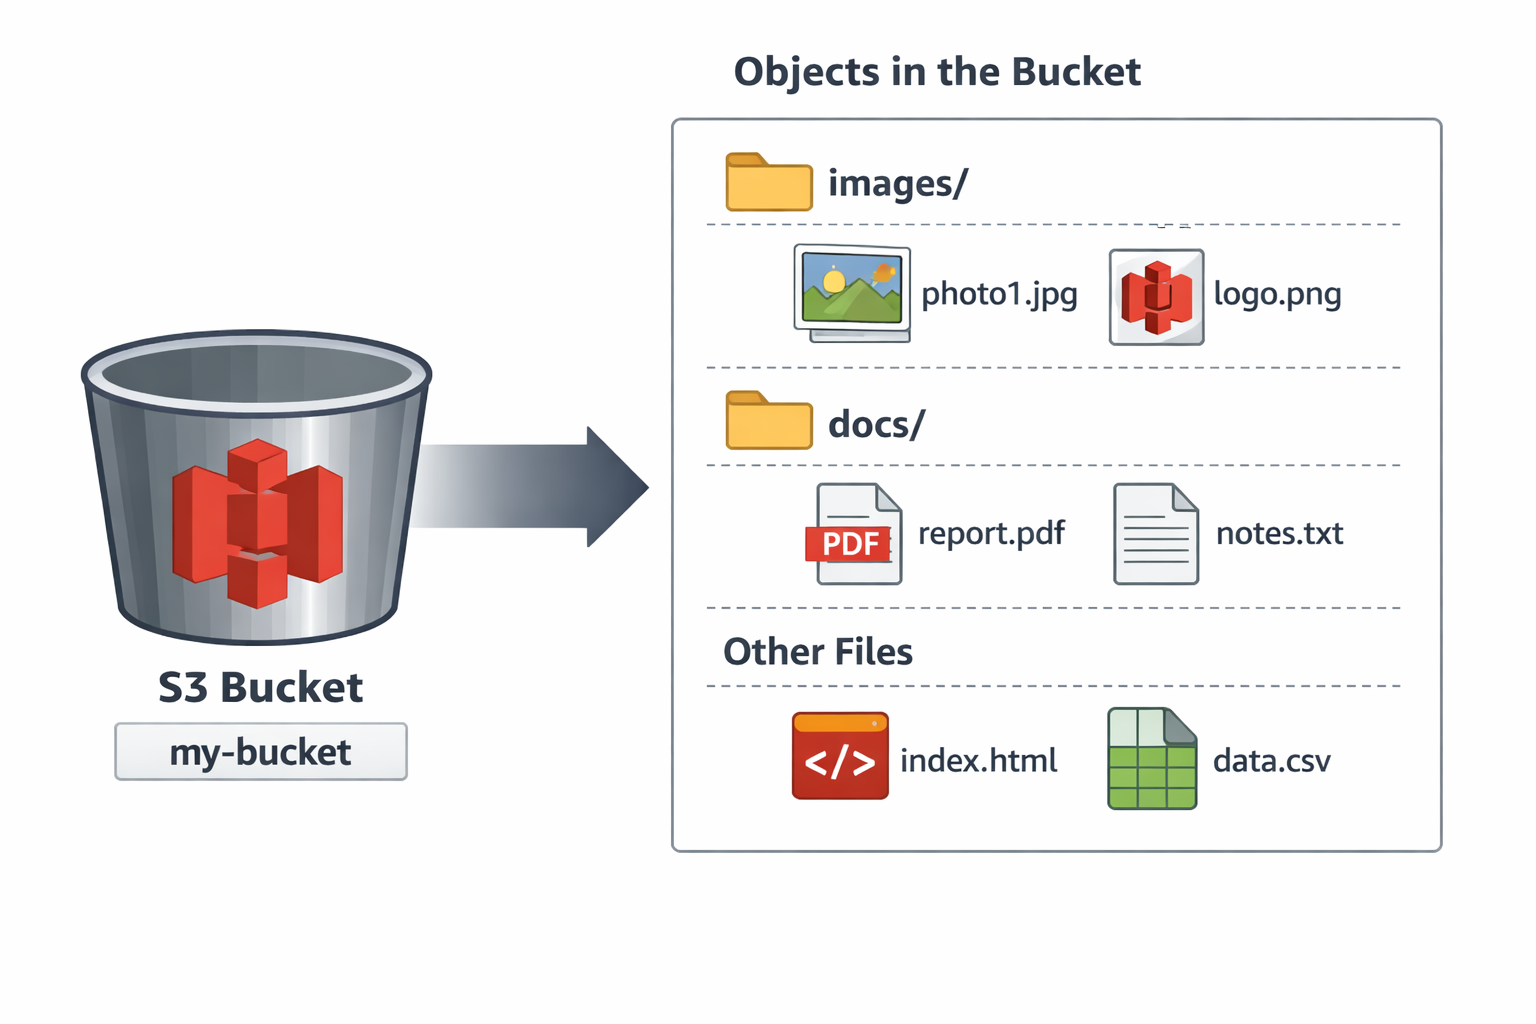 Objects in the Bucket
images/
photo1.jpg
logo.png
docs/
PDF
report.pdf
notes.txt
Other Files
</>
index.html
data.csv
S3 Bucket
my-bucket